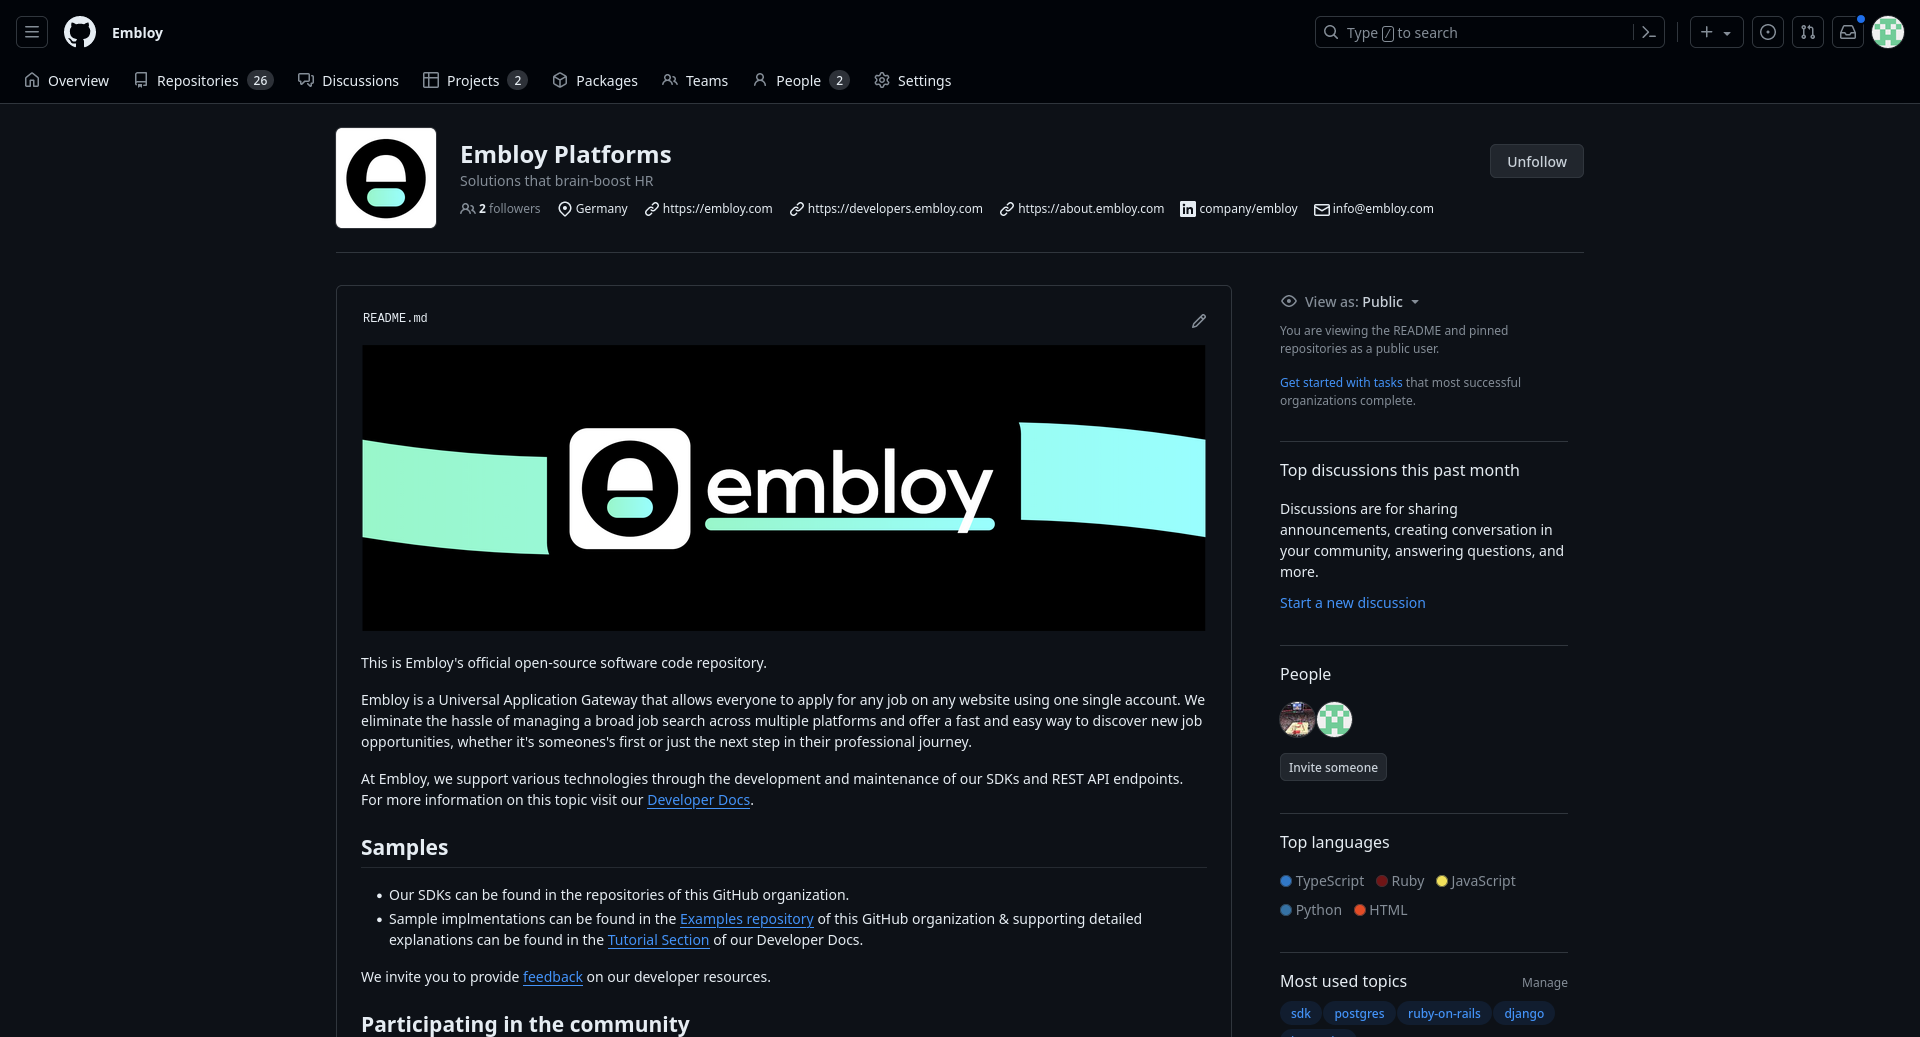 Embloy
Type / to search
Overview
Repositories 26
Discussions
Projects 2
Packages
Teams
People 2
Settings
Embloy Platforms
Solutions that brain-boost HR
Unfollow
2 followers
Germany
https://embloy.com
https://developers.embloy.com
https://about.embloy.com
in company/embloy
info@embloy.com
README.md
embloy
This is Embloy's official open-source software code repository.
Embloy is a Universal Application Gateway that allows everyone to apply for any job on any website using one single account. We
eliminate the hassle of managing a broad job search across multiple platforms and offer a fast and easy way to discover new job
opportunities, whether it's someones's first or just the next step in their professional journey.
At Embloy, we support various technologies through the development and maintenance of our SDKs and REST API endpoints.
For more information on this topic visit our Developer Docs.
Samples
• Our SDKs can be found in the repositories of this GitHub organization.
• Sample implmentations can be found in the Examples repository of this GitHub organization & supporting detailed
explanations can be found in the Tutorial Section of our Developer Docs.
We invite you to provide feedback on our developer resources.
Participating in the community
View as: Public
You are viewing the README and pinned
repositories as a public user.
Get started with tasks that most successful
organizations complete.
Top discussions this past month
Discussions are for sharing
announcements, creating conversation in
your community, answering questions, and
more.
Start a new discussion
People
Invite someone
Top languages
TypeScript Ruby JavaScript
Python HTML
Most used topics Manage
sdk postgres ruby-on-rails django